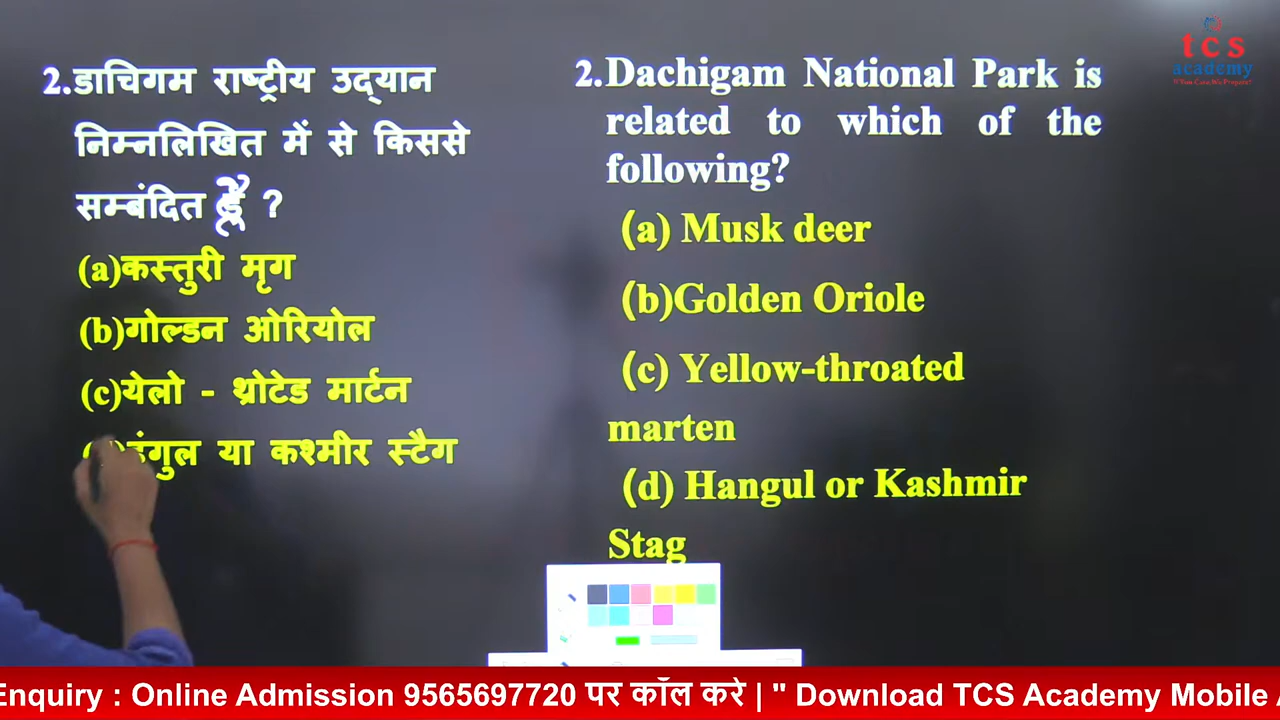 tcs
academy
2.डाचिगम राष्ट्रीय उद्यान
निम्नलिखित में से किससे
सम्बंदित है ?
(a)कस्तुरी मृग
(b)गोल्डन ओरियोल
(c)येलो - थ्रोटेड मार्टन
हंगुल या कश्मीर स्टैग
2.Dachigam National Park is
related to which of the
following?
(a) Musk deer
(b)Golden Oriole
(c) Yellow-throated
marten
(d) Hangul or Kashmir
Stag
Enquiry : Online Admission 9565697720 पर कॉल करे | " Download TCS Academy Mobile